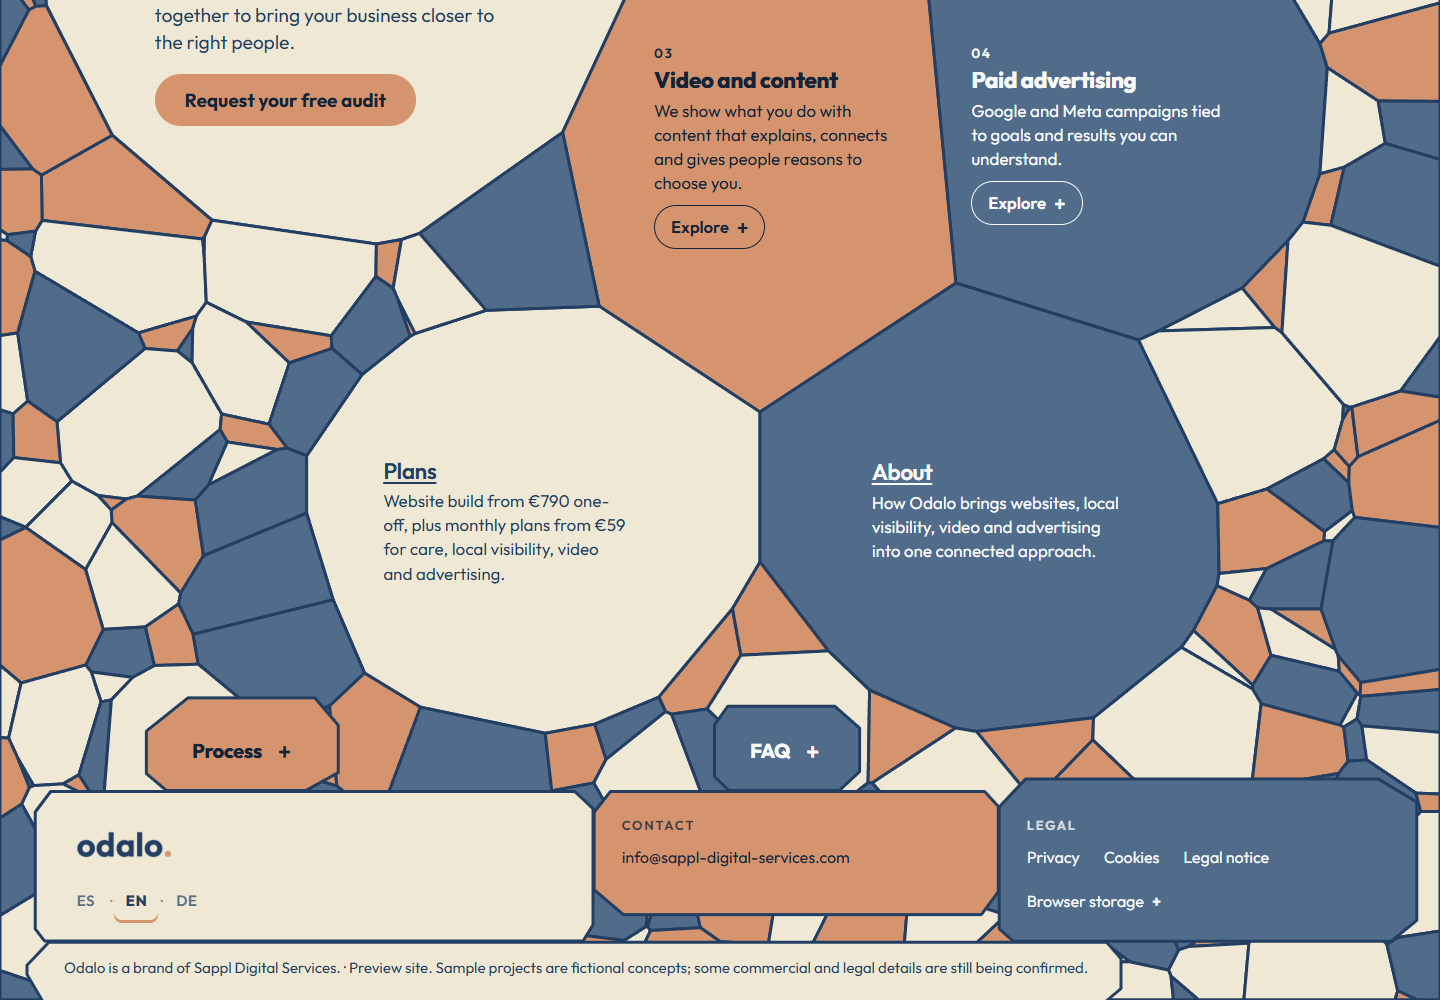 together to bring your business closer to
the right people.
Request your free audit
03
Video and content
We show what you do with
content that explains, connects
and gives people reasons to
choose you.
Explore +
04
Paid advertising
Google and Meta campaigns tied
to goals and results you can
understand.
Explore +
Plans
Website build from €790 one-
off, plus monthly plans from €59
for care, local visibility, video
and advertising.
About
How Odalo brings websites, local
visibility, video and advertising
into one connected approach.
Process +
FAQ +
odalo.
ES · EN · DE
CONTACT
info@sappl-digital-services.com
LEGAL
Privacy Cookies Legal notice
Browser storage +
Odalo is a brand of Sappl Digital Services. · Preview site. Sample projects are fictional concepts; some commercial and legal details are still being confirmed.